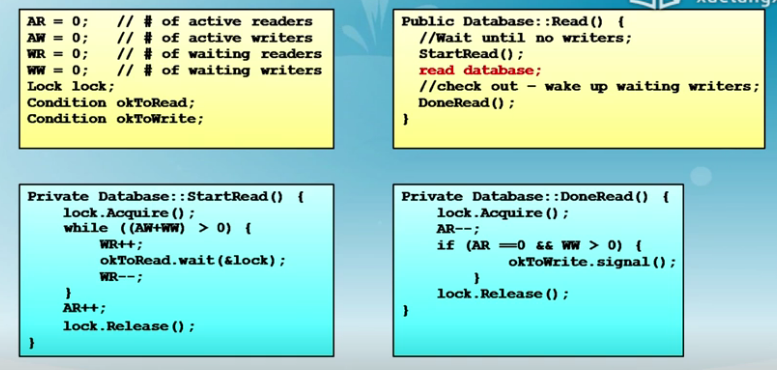 AR = 0;   // # of active readers
AW = 0;   // # of active writers
WR = 0;   // # of waiting readers
WW = 0;   // # of waiting writers
Lock lock;
Condition okToRead;
Condition okToWrite;
Public Database::Read() {
  //Wait until no writers;
  StartRead();
  read database;
  //check out – wake up waiting writers;
  DoneRead();
}
Private Database::StartRead() {
    lock.Acquire();
    while ((AW+WW) > 0) {
        WR++;
        okToRead.wait(&lock);
        WR--;
    }
    AR++;
    lock.Release();
}
Private Database::DoneRead() {
    lock.Acquire();
    AR--;
    if (AR ==0 && WW > 0) {
            okToWrite.signal();
        }
    lock.Release();
}